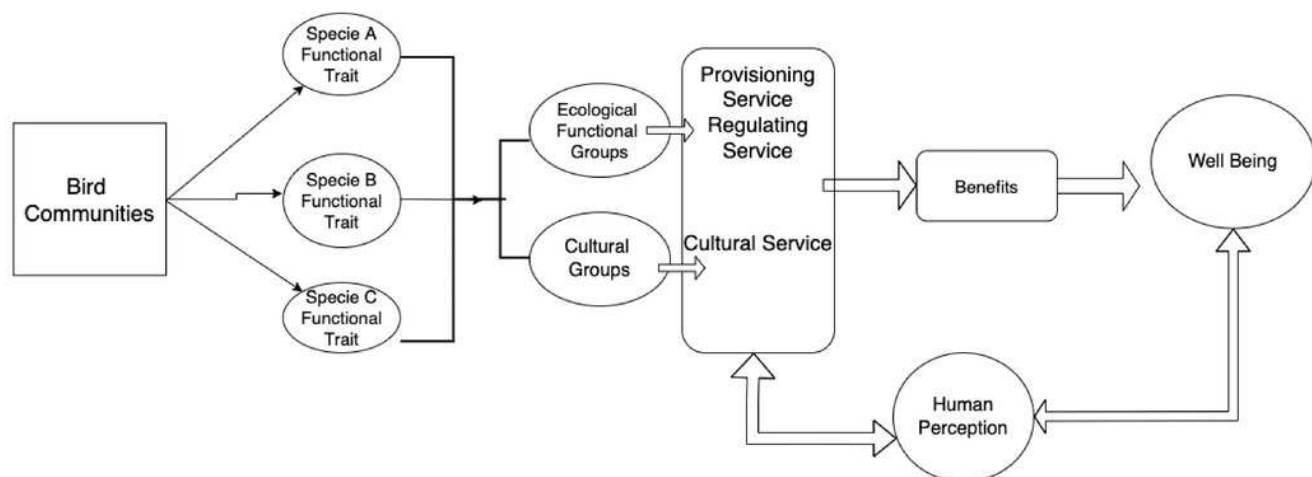 Bird
Communities
Specie A
Functional
Trait
Specie B
Functional
Trait
Specie C
Functional
Trait
Ecological
Functional
Groups
Cultural
Groups
Provisioning
Service
Regulating
Service
Cultural Service
Benefits
Well Being
Human
Perception